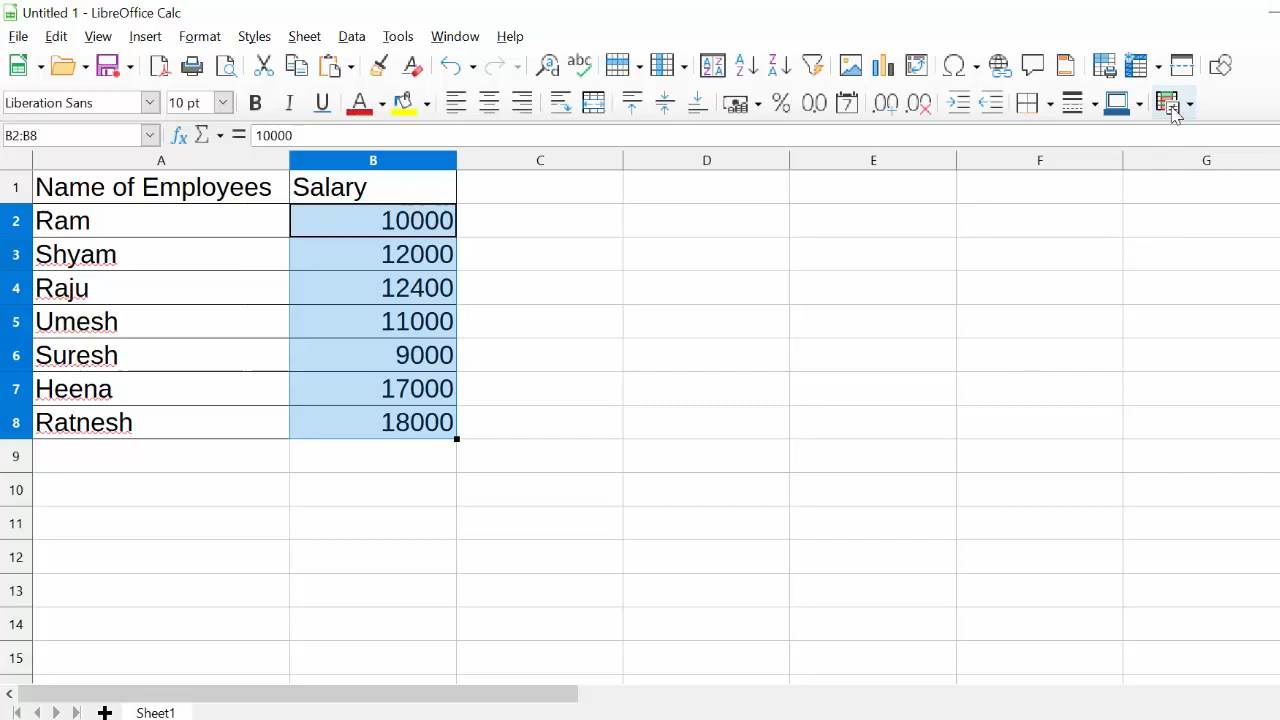 Untitled 1 - LibreOffice Calc
File Edit View Insert Format Styles Sheet Data Tools Window Help
Liberation Sans 10 pt B I U A
B2:B8 fx Σ = 10000
A B C D E F G
1 Name of Employees Salary
2 Ram 10000
3 Shyam 12000
4 Raju 12400
5 Umesh 11000
6 Suresh 9000
7 Heena 17000
8 Ratnesh 18000
9
10
11
12
13
14
15
Sheet1